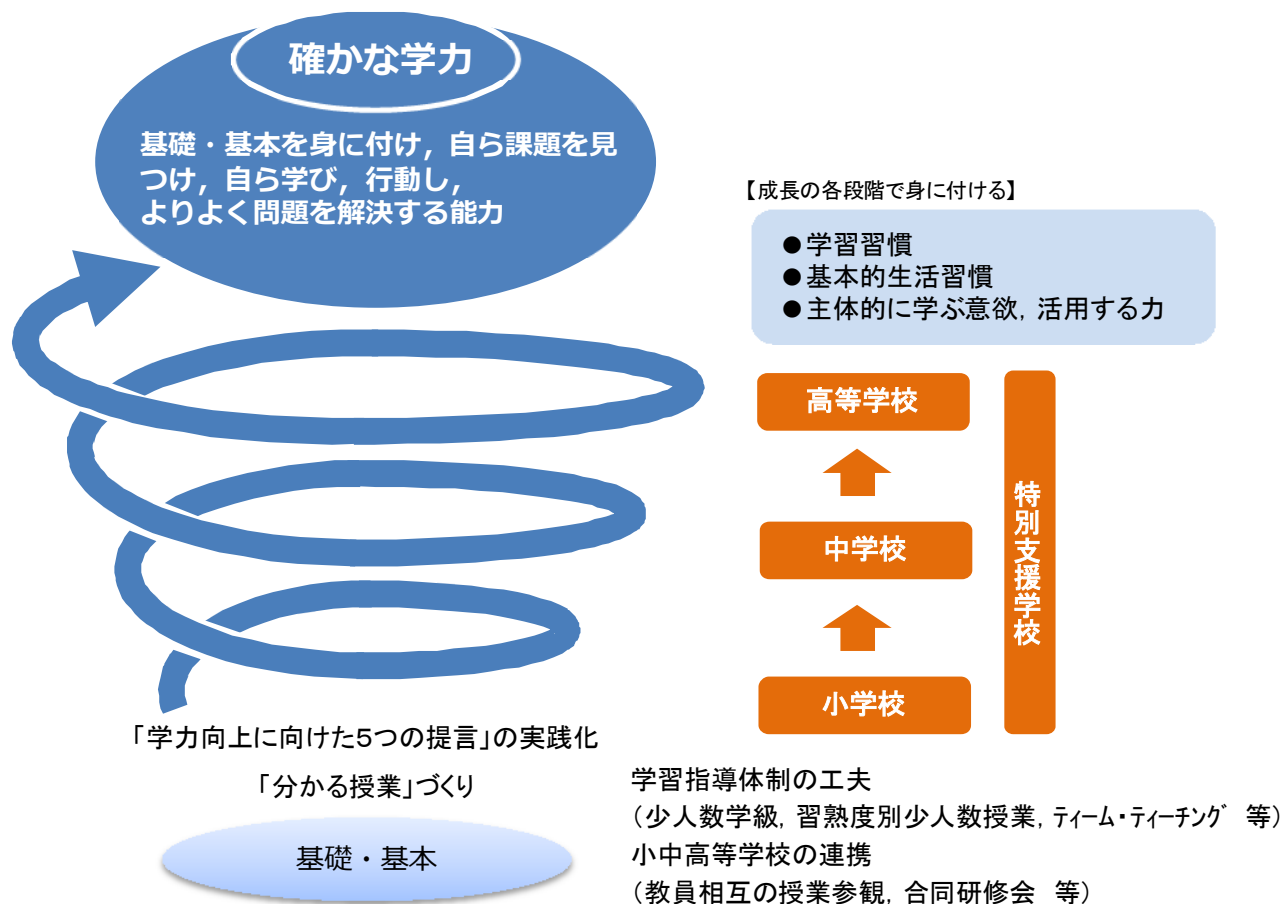 確かな学力
基礎・基本を身に付け，自ら課題を見
つけ，自ら学び，行動し，
よりよく問題を解決する能力
【成長の各段階で身に付ける】
●学習習慣
●基本的生活習慣
●主体的に学ぶ意欲，活用する力
高等学校
中学校
小学校
特別支援学校
「学力向上に向けた５つの提言」の実践化
「分かる授業」づくり
基礎・基本
学習指導体制の工夫
（少人数学級，習熟度別少人数授業，ﾃｨｰﾑ・ﾃｨｰﾁﾝｸﾞ 等）
小中高等学校の連携
（教員相互の授業参観，合同研修会　等）